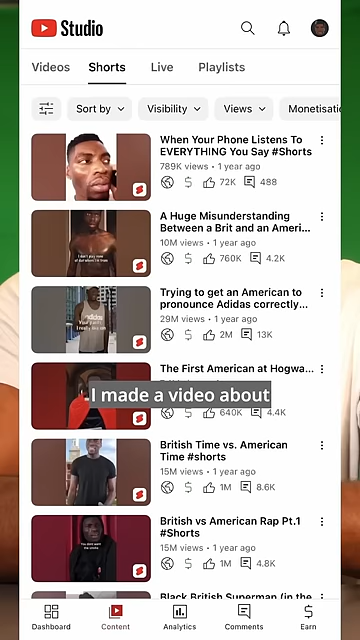 Studio
Videos
Shorts
Live
Playlists
Sort by
Visibility
Views
Monetisatio
When Your Phone Listens To
EVERYTHING You Say #Shorts
789K views • 1 year ago
72K
488
A Huge Misunderstanding
Between a Brit and an Ameri...
10M views • 1 year ago
760K
4.2K
Trying to get an American to
pronounce Adidas correctly...
29M views • 1 year ago
2M
13K
The First American at Hogwa...
I made a video about
640K
4.4K
British Time vs. American
Time #shorts
15M views • 1 year ago
1M
8.6K
British vs American Rap Pt.1
#Shorts
15M views • 1 year ago
1M
4.8K
Black British Superman (in the
Dashboard
Content
Analytics
Comments
$
Earn